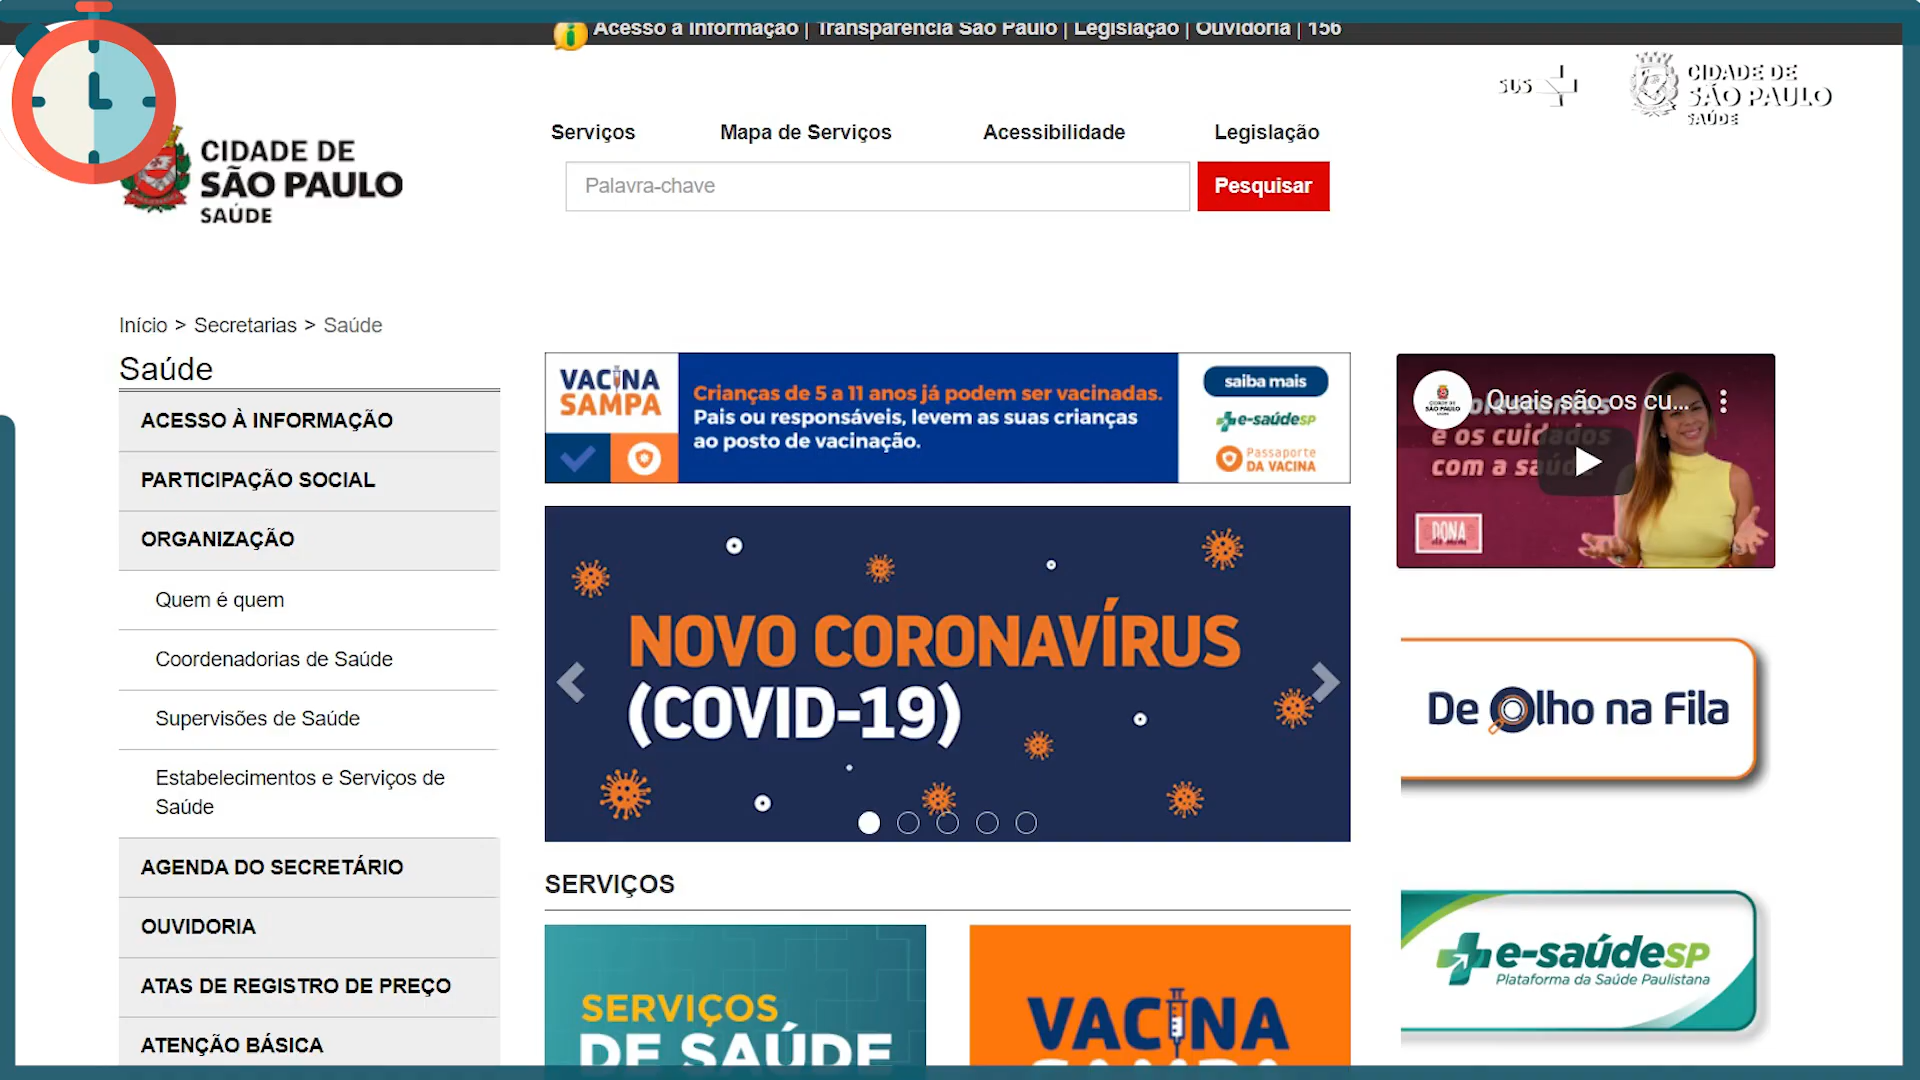 Acesso à Informação | Transparência São Paulo | Legislação | Ouvidoria | 156
SUS
CIDADE DE
SÃO PAULO
SAÚDE
CIDADE DE
SÃO PAULO
SAÚDE
Serviços
Mapa de Serviços
Acessibilidade
Legislação
Palavra-chave
Pesquisar
Início > Secretarias > Saúde
Saúde
ACESSO À INFORMAÇÃO
PARTICIPAÇÃO SOCIAL
ORGANIZAÇÃO
Quem é quem
Coordenadorias de Saúde
Supervisões de Saúde
Estabelecimentos e Serviços de
Saúde
AGENDA DO SECRETÁRIO
OUVIDORIA
ATAS DE REGISTRO DE PREÇO
ATENÇÃO BÁSICA
VACINA
SAMPA
Crianças de 5 a 11 anos já podem ser vacinadas.
Pais ou responsáveis, levem as suas crianças
ao posto de vacinação.
saiba mais
e-saúdesp
Passaporte
DA VACINA
NOVO CORONAVÍRUS
(COVID-19)
SERVIÇOS
SERVIÇOS
DE SAÚDE
VACINA
SAMPA
Quais são os cu...
e os cuidados
com a saúde
DONA
de mim
De Olho na Fila
e-saúdeSP
Plataforma da Saúde Paulistana